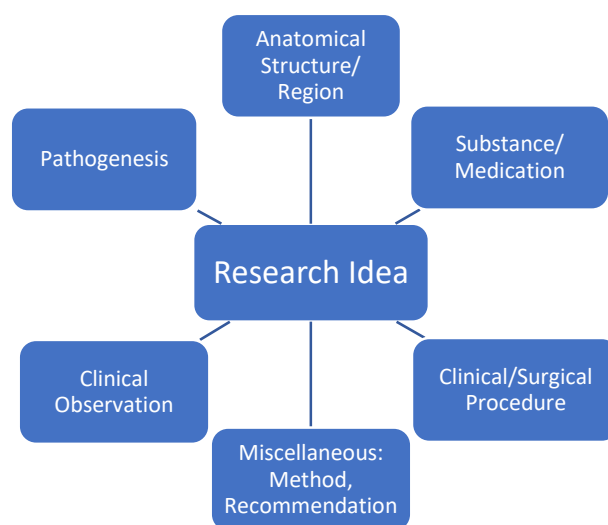 Anatomical
Structure/
Region
Pathogenesis
Substance/
Medication
Research Idea
Clinical
Observation
Clinical/Surgical
Procedure
Miscellaneous:
Method,
Recommendation